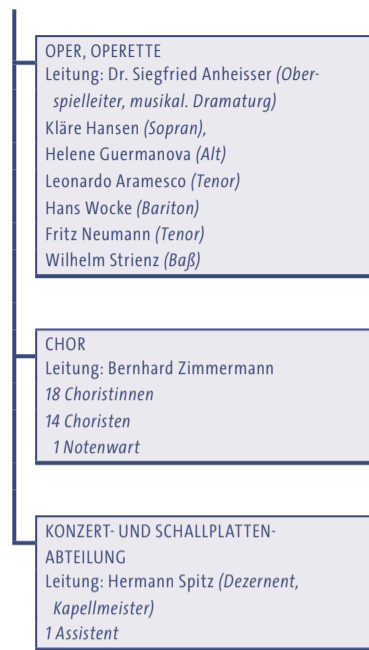 OPER, OPERETTE
Leitung: Dr. Siegfried Anheisser (Ober-
spielleiter, musikal. Dramaturg)
Kläre Hansen (Sopran),
Helene Guermanova (Alt)
Leonardo Aramesco (Tenor)
Hans Wocke (Bariton)
Fritz Neumann (Tenor)
Wilhelm Strienz (Baß)
CHOR
Leitung: Bernhard Zimmermann
18 Choristinnen
14 Choristen
1 Notenwart
KONZERT- UND SCHALLPLATTEN-
ABTEILUNG
Leitung: Hermann Spitz (Dezernent,
Kapellmeister)
1 Assistent